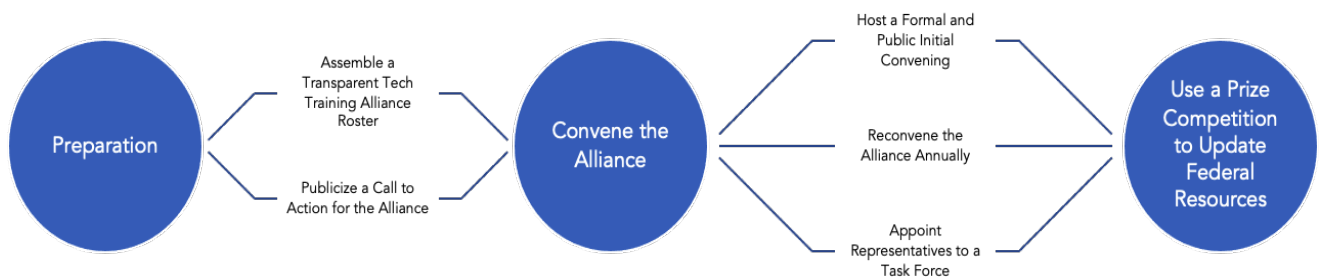 Preparation
Assemble a
Transparent Tech
Training Alliance
Roster
Publicize a Call to
Action for the Alliance
Convene the
Alliance
Host a Formal and
Public Initial
Convening
Reconvene the
Alliance Annually
Appoint
Representatives to a
Task Force
Use a Prize
Competition
to Update
Federal
Resources